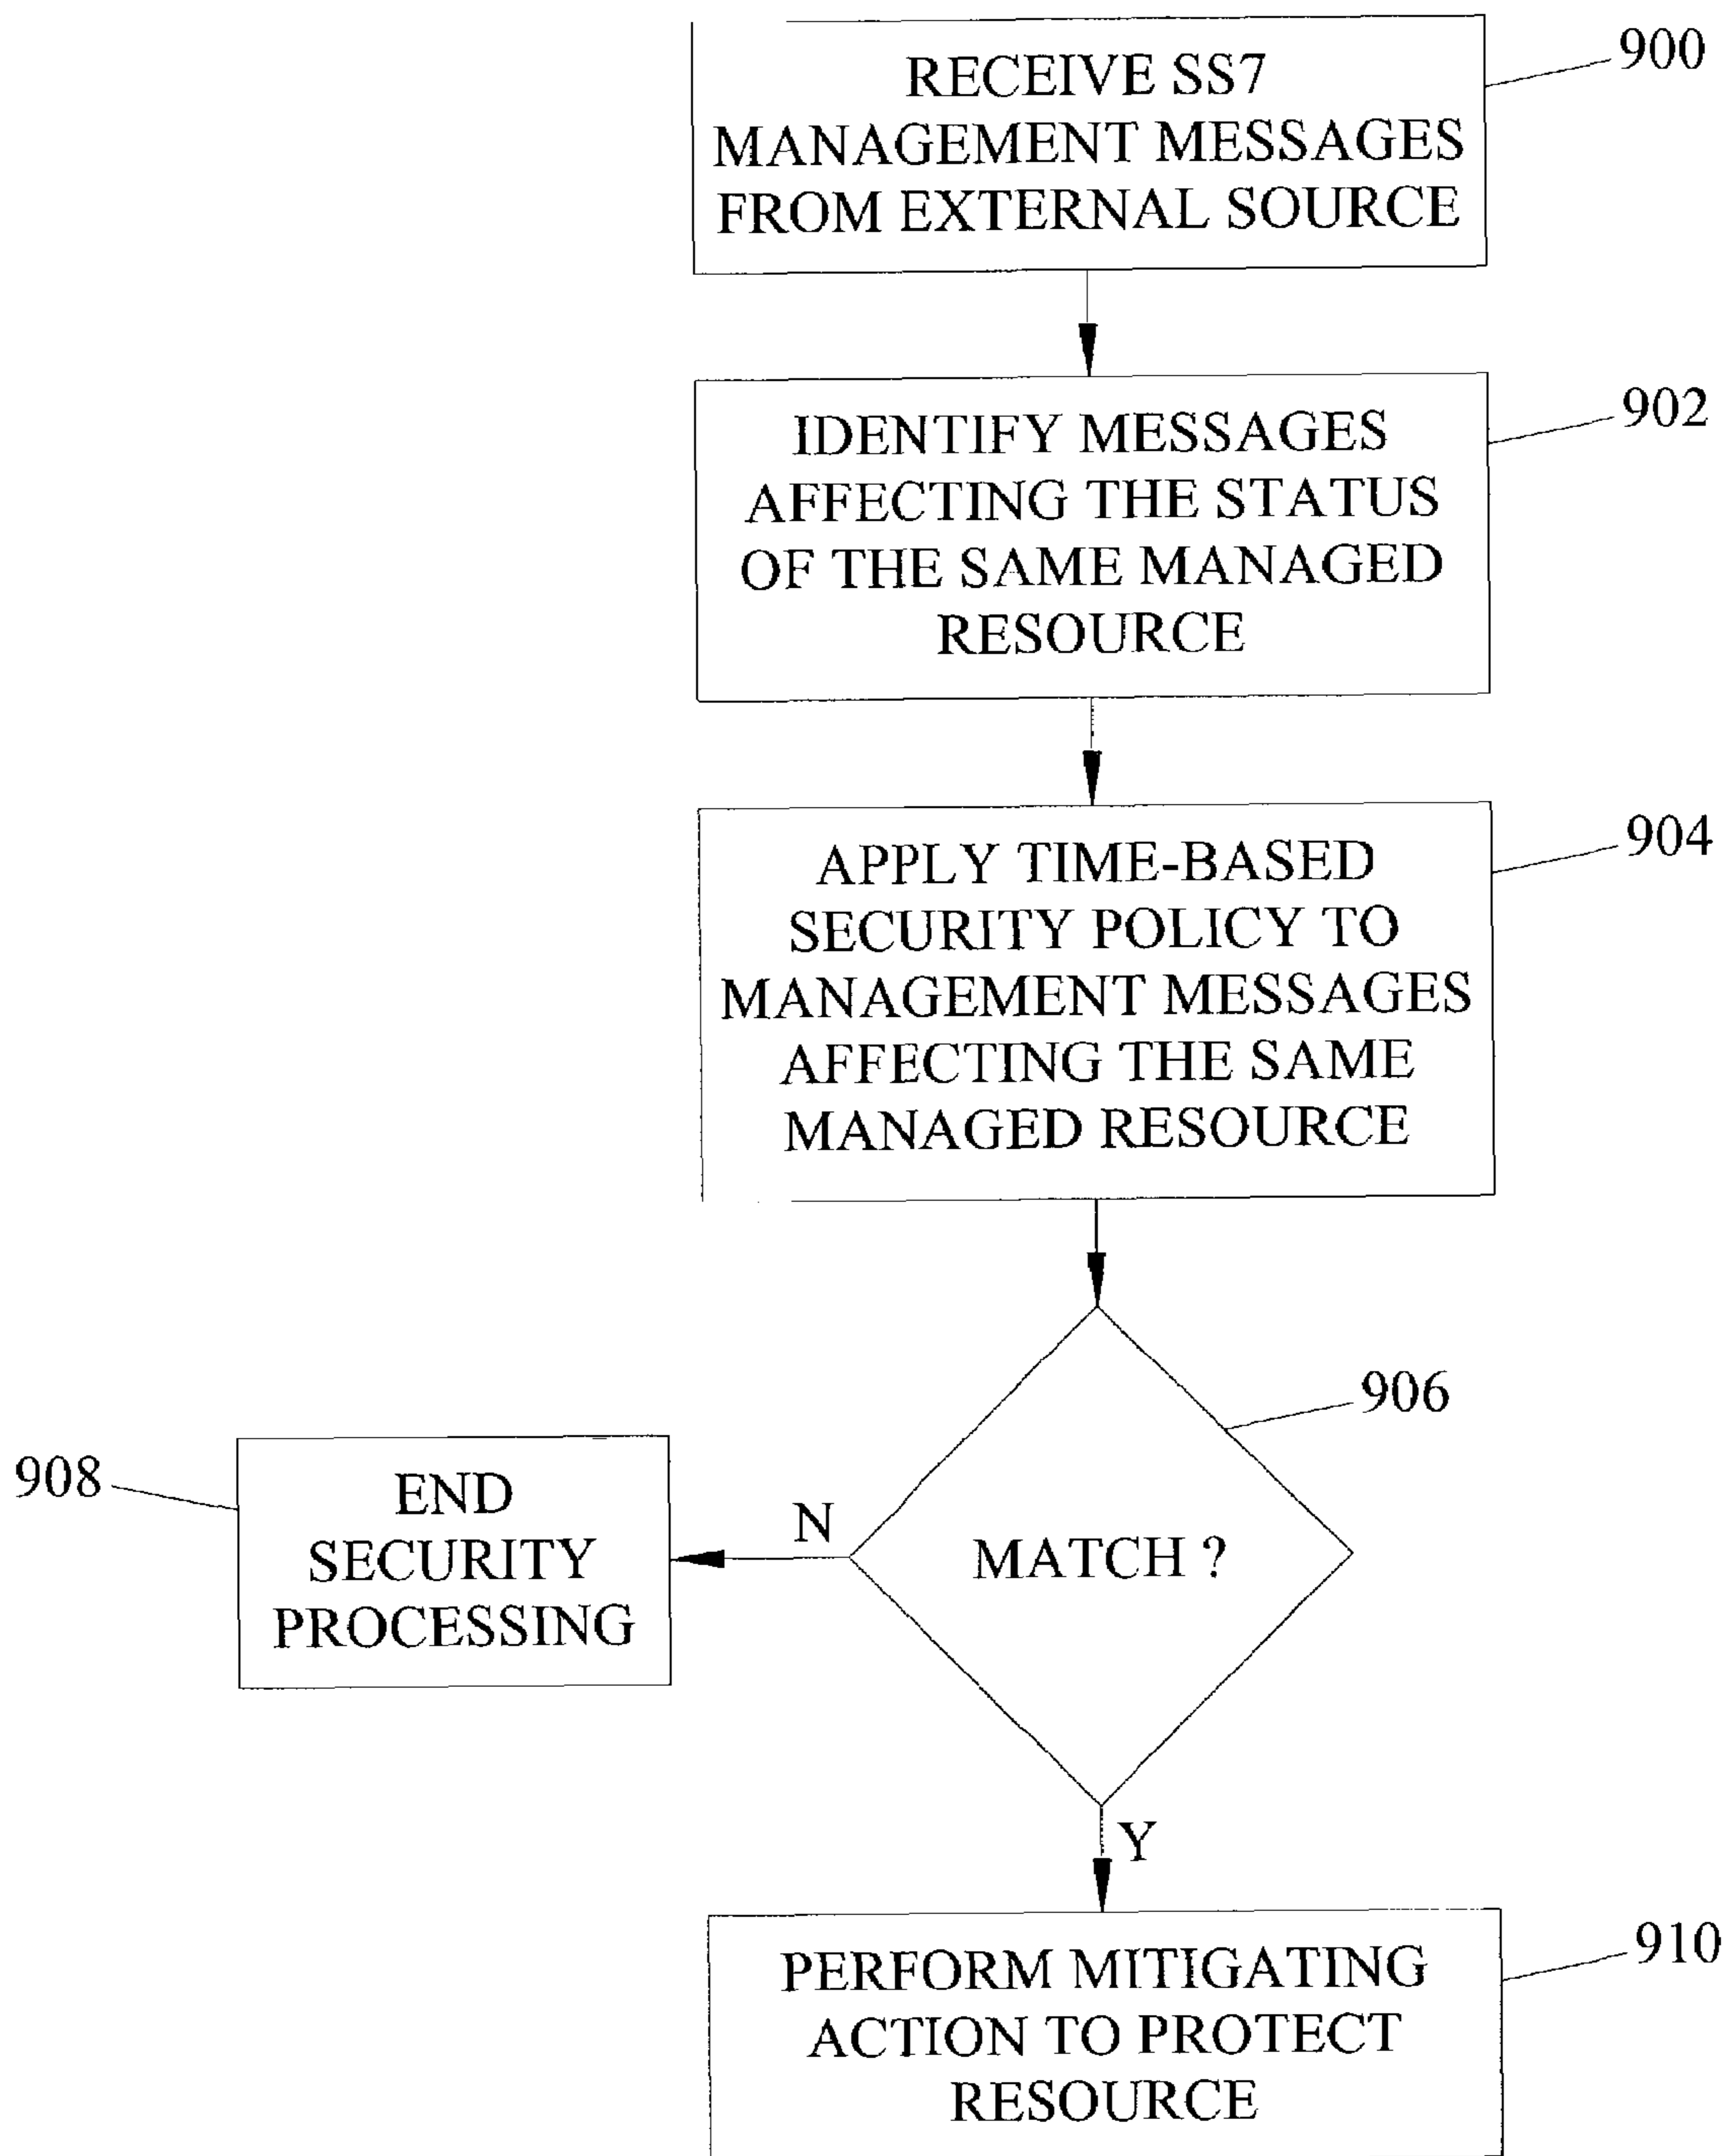 RECEIVE SS7
MANAGEMENT MESSAGES
FROM EXTERNAL SOURCE
900
IDENTIFY MESSAGES
AFFECTING THE STATUS
OF THE SAME MANAGED
RESOURCE
902
APPLY TIME-BASED
SECURITY POLICY TO
MANAGEMENT MESSAGES
AFFECTING THE SAME
MANAGED RESOURCE
904
MATCH ?
906
N
END
SECURITY
PROCESSING
908
Y
PERFORM MITIGATING
ACTION TO PROTECT
RESOURCE
910